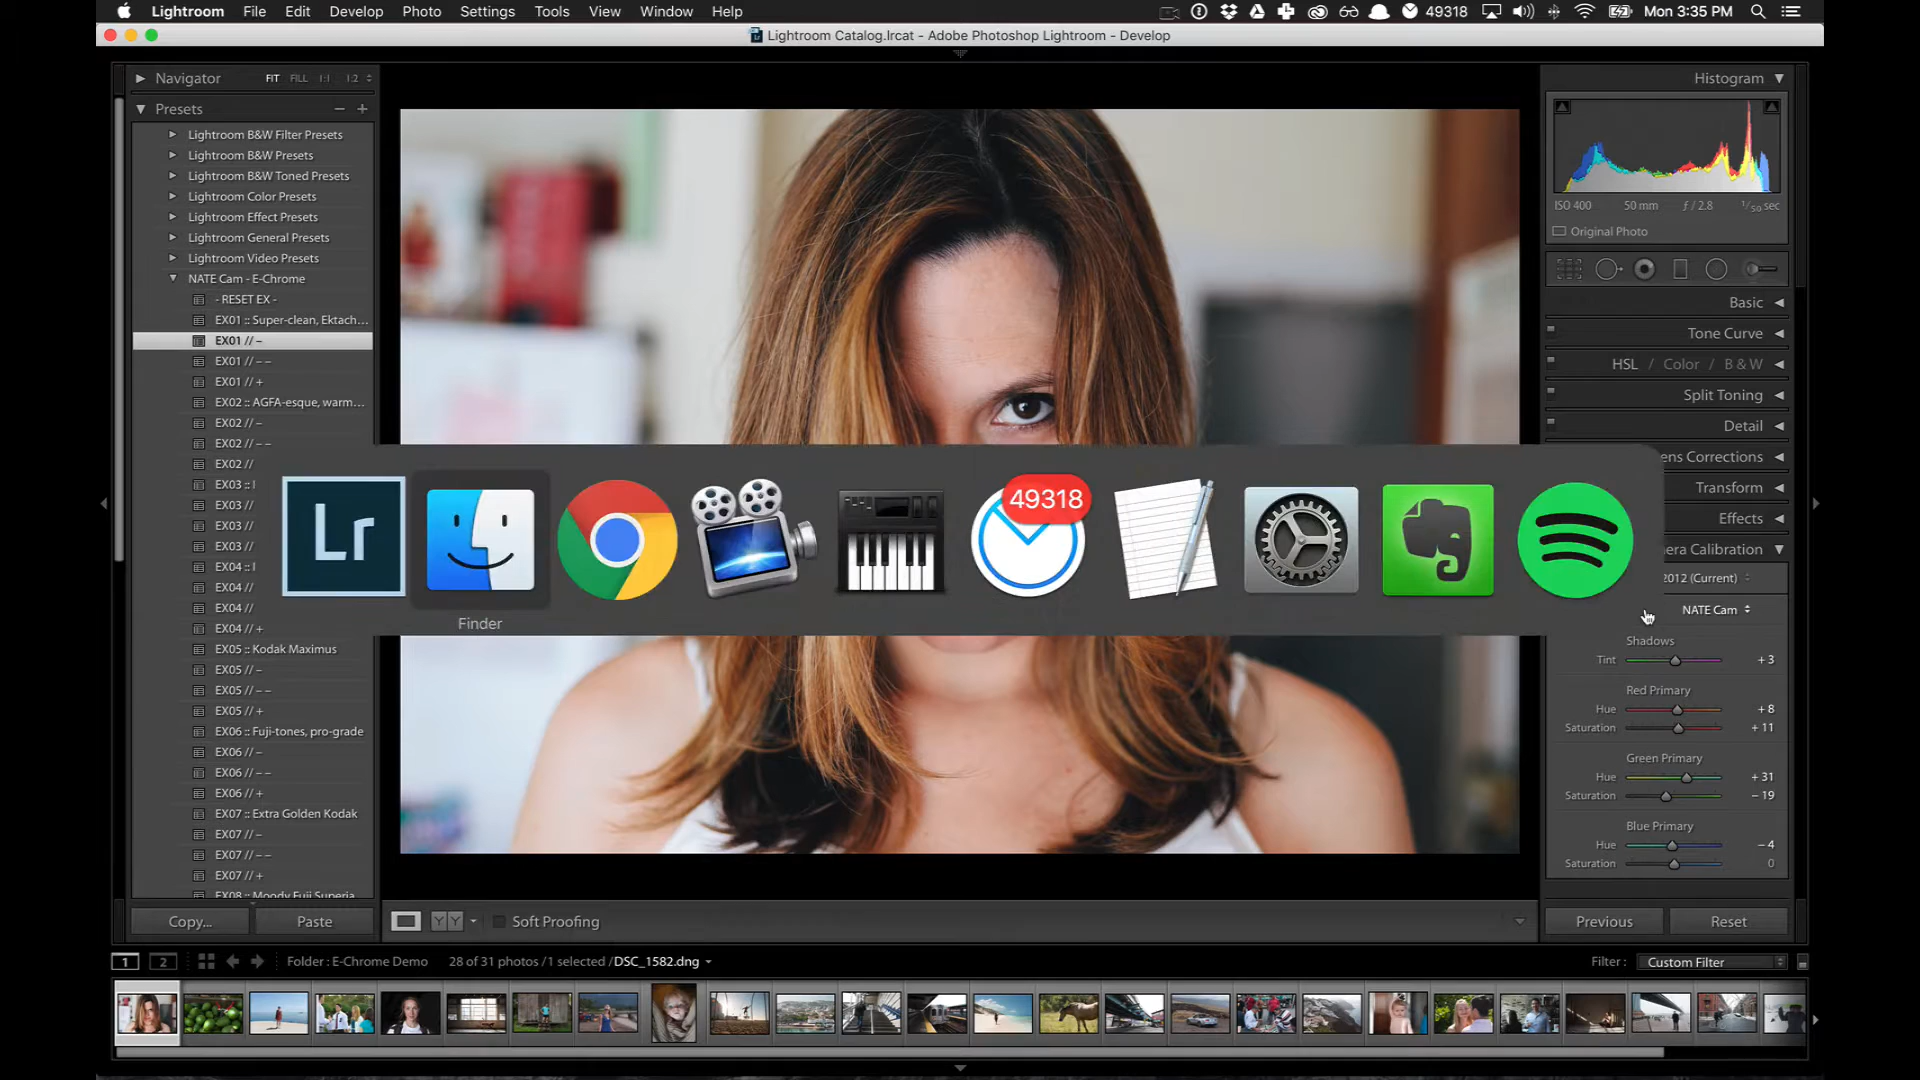 Lightroom File Edit Develop Photo Settings Tools View Window Help 49318 Mon 3:35 PM
Lightroom Catalog.lrcat - Adobe Photoshop Lightroom - Develop
Navigator FIT FILL 1:1 1:2
Histogram
Presets
Lightroom B&W Filter Presets
Lightroom B&W Presets
Lightroom B&W Toned Presets
Lightroom Color Presets
Lightroom Effect Presets
Lightroom General Presets
Lightroom Video Presets
NATE Cam - E-Chrome
- RESET EX -
EX01 :: Super-clean, Ektach...
EX01 // –
EX01 // – –
EX01 // +
EX02 :: AGFA-esque, warm...
EX02 // –
EX02 // – –
EX02 //
EX03 ::
EX03 //
EX03 //
EX03 //
EX04 ::
EX04 //
EX04 //
EX04 // +
EX05 :: Kodak Maximus
EX05 // –
EX05 // – –
EX05 // +
EX06 :: Fuji-tones, pro-grade
EX06 // –
EX06 // – –
EX06 // +
EX07 :: Extra Golden Kodak
EX07 // –
EX07 // – –
EX07 // +
EX08 :: Moody Fuji Superia
Copy... Paste
Lr
49318
Finder
ISO 400 50 mm ƒ / 2.8 1/50 sec
Original Photo
Basic
Tone Curve
HSL / Color / B & W
Split Toning
Detail
ens Corrections
Transform
Effects
era Calibration
2012 (Current)
NATE Cam
Shadows
Tint + 3
Red Primary
Hue + 8
Saturation + 11
Green Primary
Hue + 31
Saturation – 19
Blue Primary
Hue – 4
Saturation 0
Previous Reset
Y Y Soft Proofing
1 2 Folder : E-Chrome Demo 28 of 31 photos / 1 selected / DSC_1582.dng Filter : Custom Filter